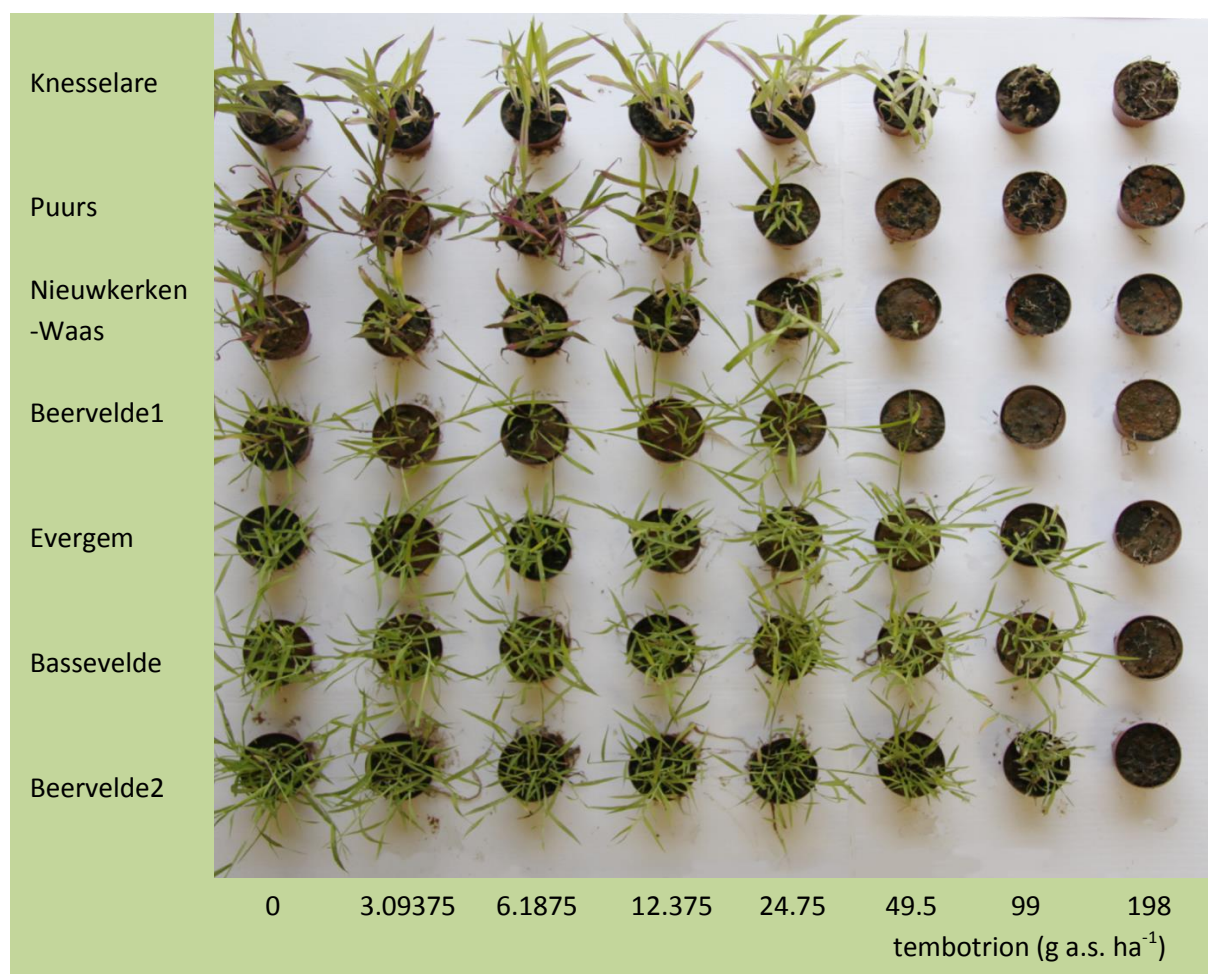 Knesselare
Puurs
Nieuwkerken
-Waas
Beervelde1
Evergem
Bassevelde
Beervelde2
0 3.09375 6.1875 12.375 24.75 49.5 99 198
tembotrion (g a.s. ha⁻¹)